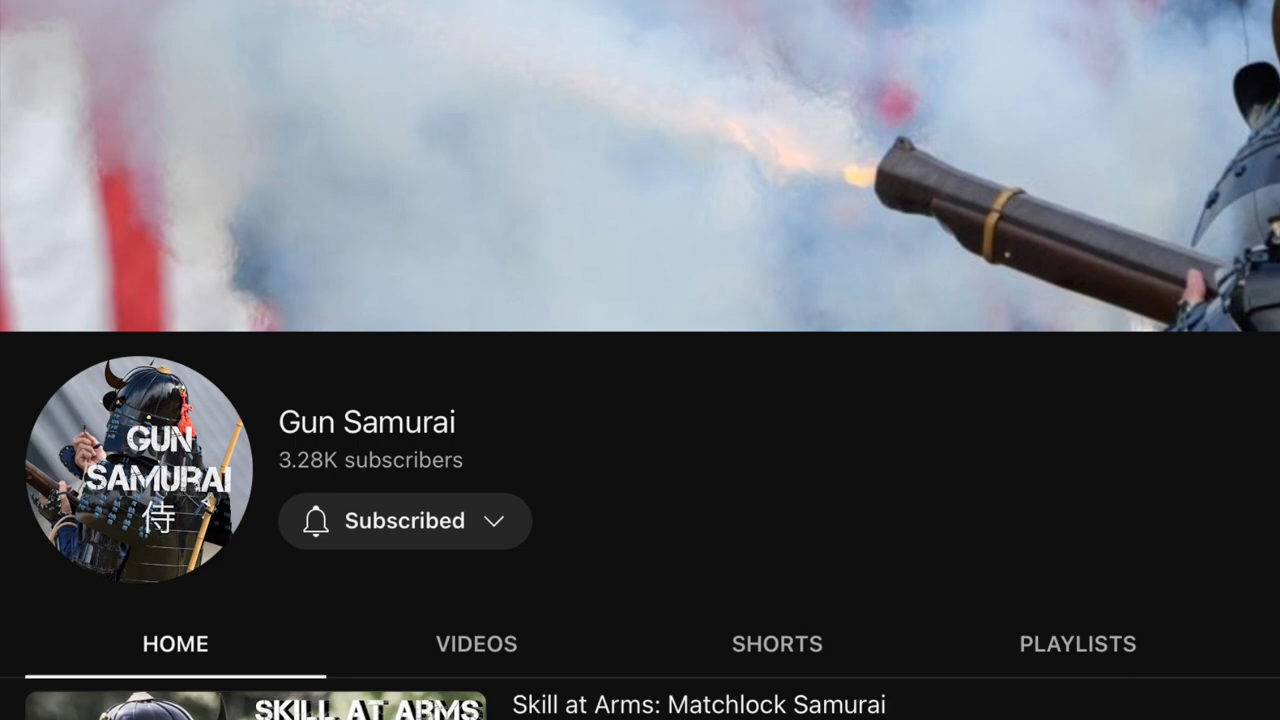 GUN
SAMURAI
侍
Gun Samurai
3.28K subscribers
Subscribed
HOME
VIDEOS
SHORTS
PLAYLISTS
SKILL AT ARMS
Skill at Arms: Matchlock Samurai